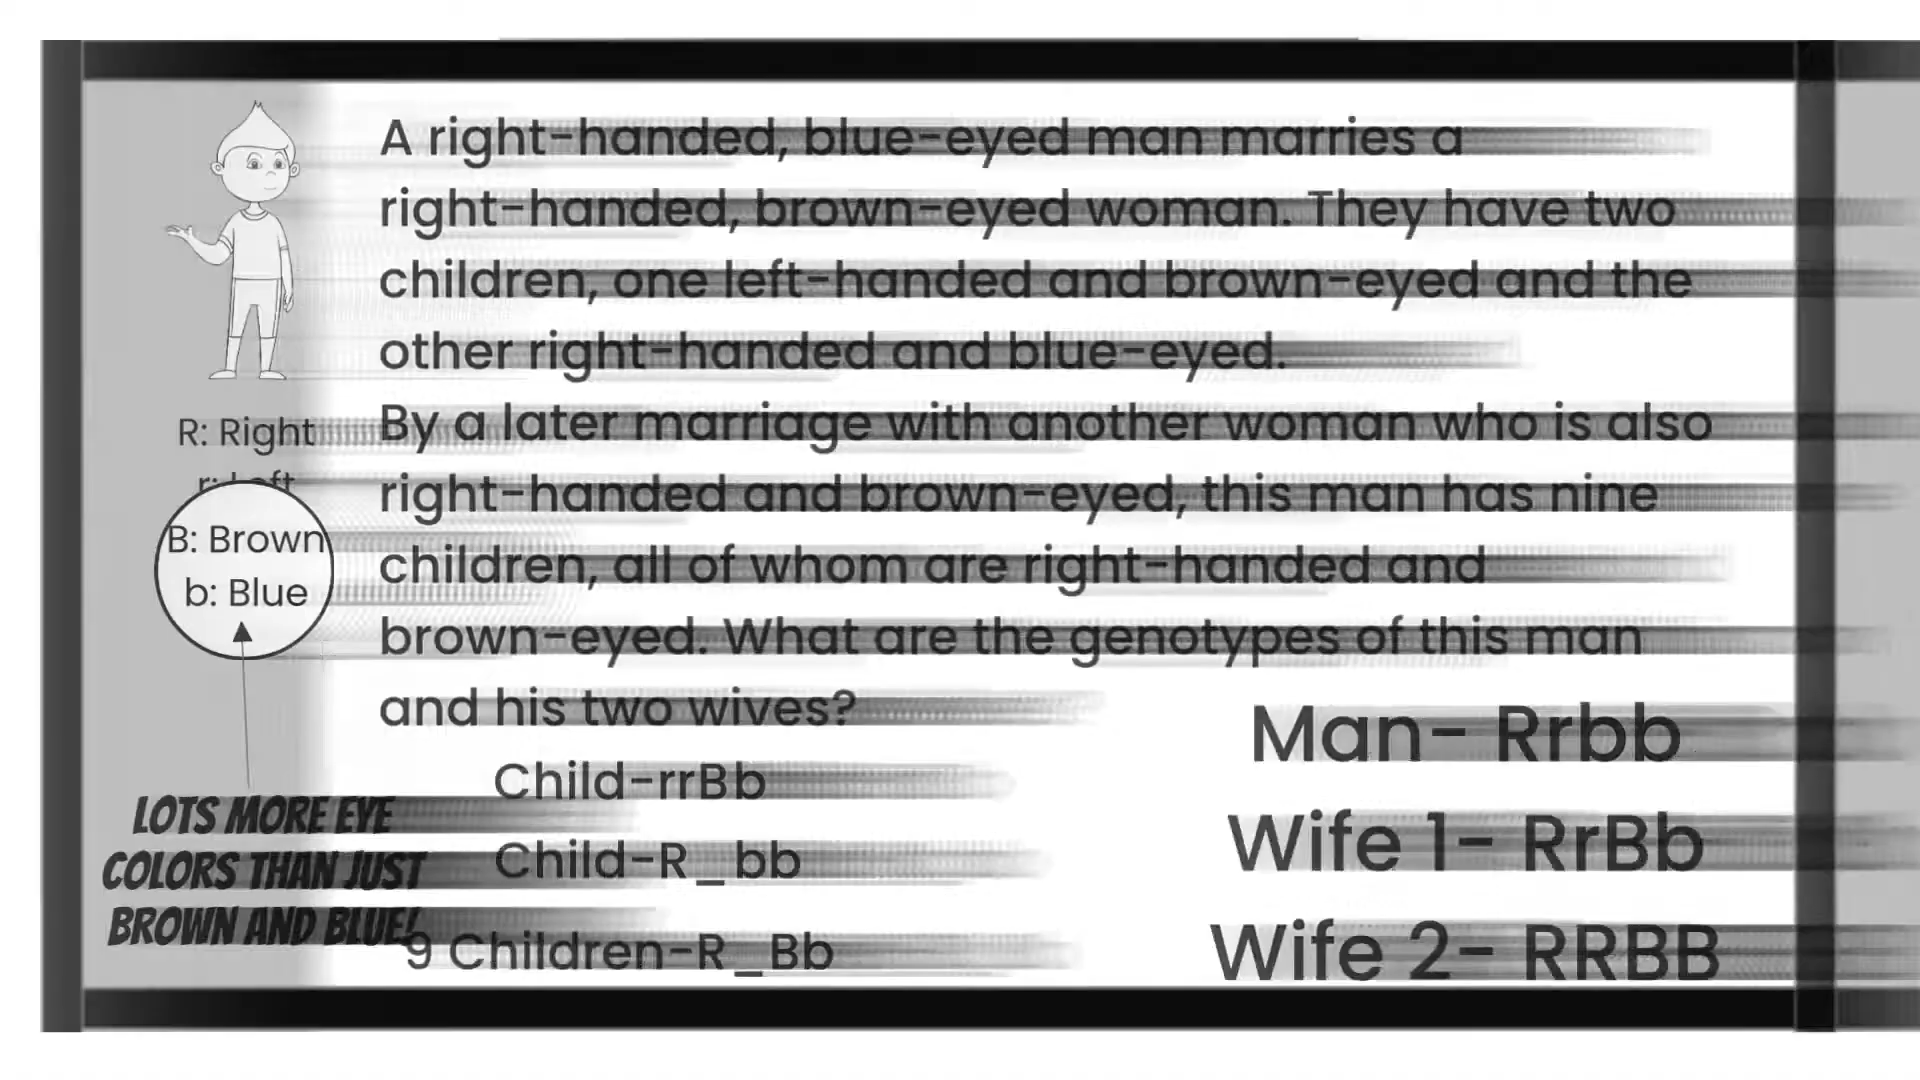 A right-handed, blue-eyed man marries a
right-handed, brown-eyed woman. They have two
children, one left-handed and brown-eyed and the
other right-handed and blue-eyed.
By a later marriage with another woman who is also
right-handed and brown-eyed, this man has nine
children, all of whom are right-handed and
brown-eyed. What are the genotypes of this man
and his two wives?
R: Right
r: Left
B: Brown
b: Blue
LOTS MORE EYE
COLORS THAN JUST
BROWN AND BLUE!
Child-rrBb
Child-R_bb
9 Children-R_Bb
Man- Rrbb
Wife 1- RrBb
Wife 2- RRBB